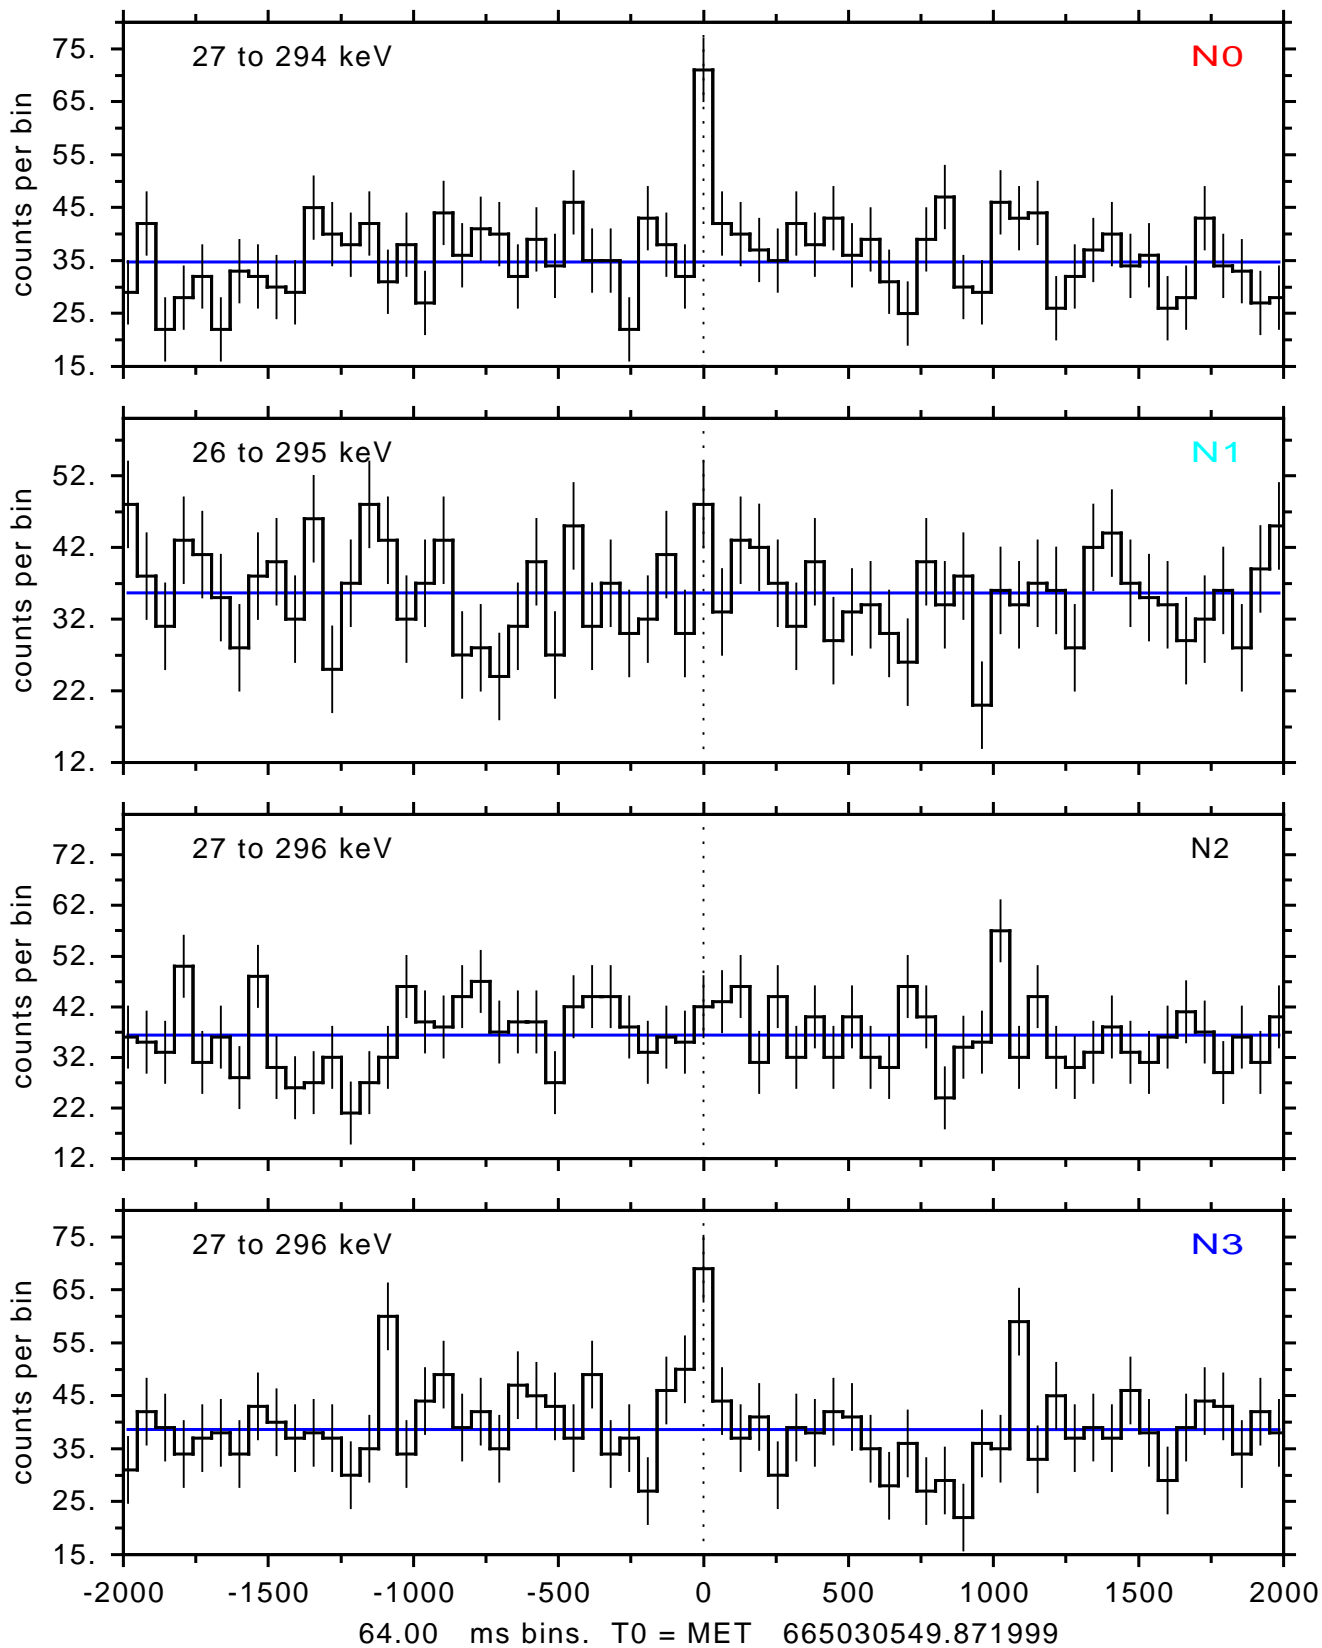 27 to 294 keV N0
75.
65.
55.
45.
35.
25.
15.
counts per bin
26 to 295 keV N1
52.
42.
32.
22.
12.
counts per bin
27 to 296 keV N2
72.
62.
52.
42.
32.
22.
12.
counts per bin
27 to 296 keV N3
75.
65.
55.
45.
35.
25.
15.
counts per bin
-2000 -1500 -1000 -500 0 500 1000 1500 2000
64.00 ms bins. T0 = MET 665030549.871999